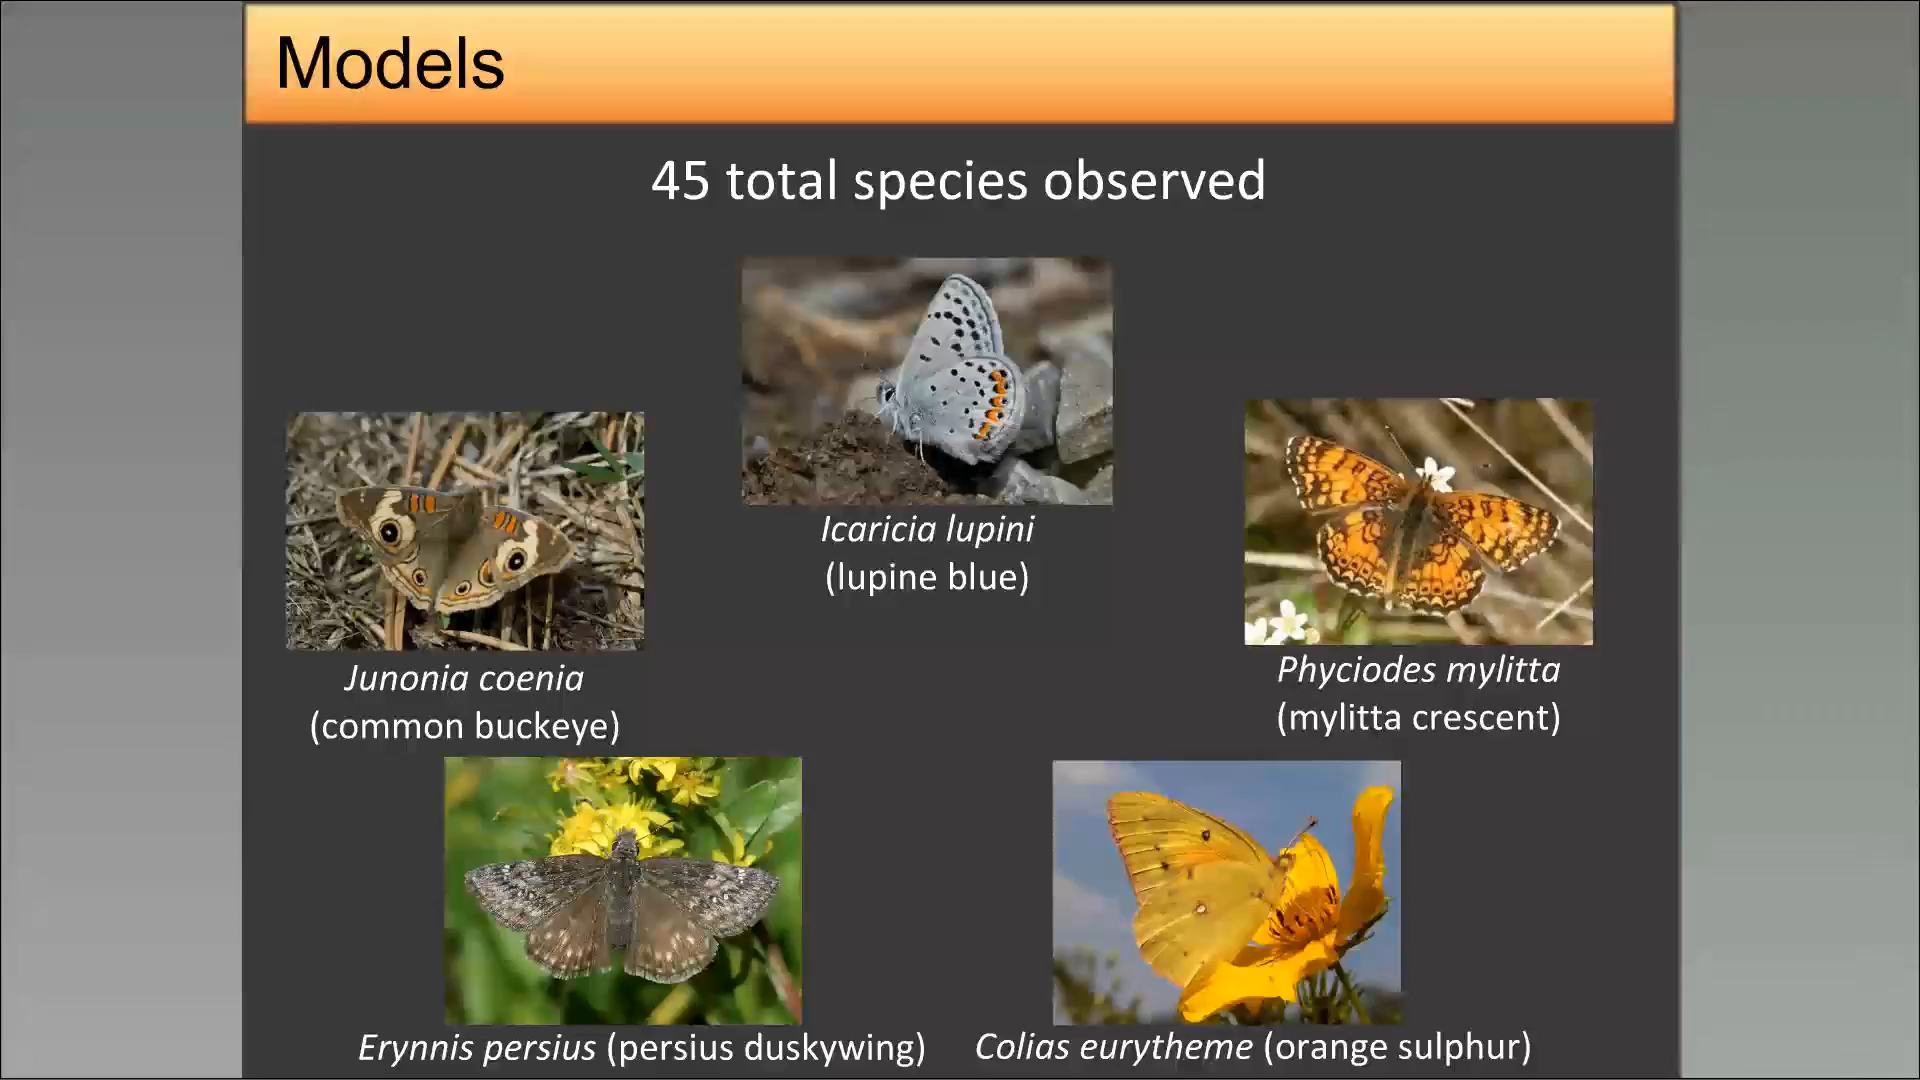 Models
45 total species observed
Icaricia lupini
(lupine blue)
Junonia coenia
(common buckeye)
Phyciodes mylitta
(mylitta crescent)
Erynnis persius (persius duskywing)
Colias eurytheme (orange sulphur)